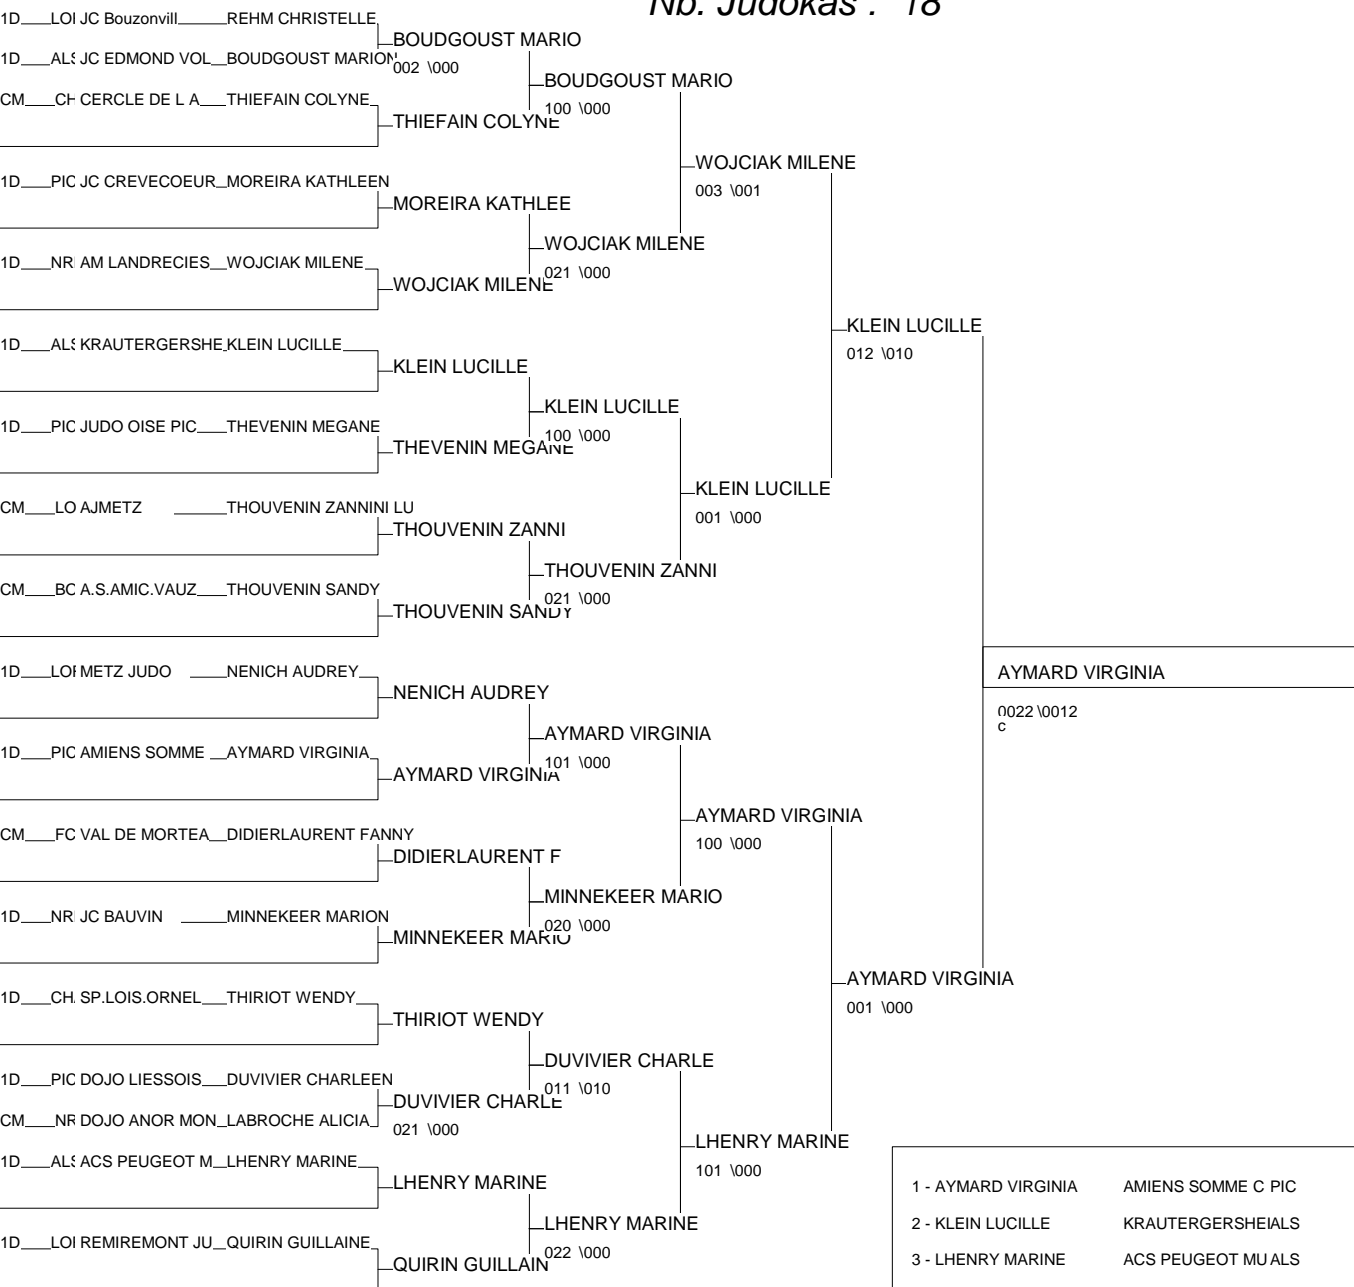 Nb. Judokas : 18
1D LOI JC Bouzonvill REHM CHRISTELLE
BOUDGOUST MARIO
1D ALS JC EDMOND VOL BOUDGOUST MARION
002 \000
BOUDGOUST MARIO
CM CH CERCLE DE L A THIEFAIN COLYNE
100 \000
THIEFAIN COLYNE
WOJCIAK MILENE
1D PIC JC CREVECOEUR MOREIRA KATHLEEN
003 \001
MOREIRA KATHLEE
WOJCIAK MILENE
1D NRI AM LANDRECIES WOJCIAK MILENE
021 \000
WOJCIAK MILENE
KLEIN LUCILLE
1D ALS KRAUTERGERSHE KLEIN LUCILLE
012 \010
KLEIN LUCILLE
KLEIN LUCILLE
1D PIC JUDO OISE PIC THEVENIN MEGANE
100 \000
THEVENIN MEGANE
KLEIN LUCILLE
CM LO AJMETZ THOUVENIN ZANNINI LU
001 \000
THOUVENIN ZANNI
THOUVENIN ZANNI
CM BC A.S.AMIC.VAUZ THOUVENIN SANDY
021 \000
THOUVENIN SANDY
1D LOI METZ JUDO NENICH AUDREY
AYMARD VIRGINIA
NENICH AUDREY
0022 \0012
c
AYMARD VIRGINIA
1D PIC AMIENS SOMME AYMARD VIRGINIA
101 \000
AYMARD VIRGINIA
AYMARD VIRGINIA
CM FC VAL DE MORTEA DIDIERLAURENT FANNY
100 \000
DIDIERLAURENT F
MINNEKEER MARIO
1D NRI JC BAUVIN MINNEKEER MARION
020 \000
MINNEKEER MARIO
AYMARD VIRGINIA
1D CH. SP.LOIS.ORNEL THIRIOT WENDY
001 \000
THIRIOT WENDY
DUVIVIER CHARLE
1D PIC DOJO LIESSOIS DUVIVIER CHARLEEN
011 \010
DUVIVIER CHARLE
CM NR DOJO ANOR MON LABROCHE ALICIA
021 \000
LHENRY MARINE
1D ALS ACS PEUGEOT M LHENRY MARINE
101 \000
LHENRY MARINE
1 - AYMARD VIRGINIA AMIENS SOMME C PIC
LHENRY MARINE
2 - KLEIN LUCILLE KRAUTERGERSHEIALS
1D LOI REMIREMONT JU QUIRIN GUILLAINE
022 \000
3 - LHENRY MARINE ACS PEUGEOT MU ALS
QUIRIN GUILLAIN